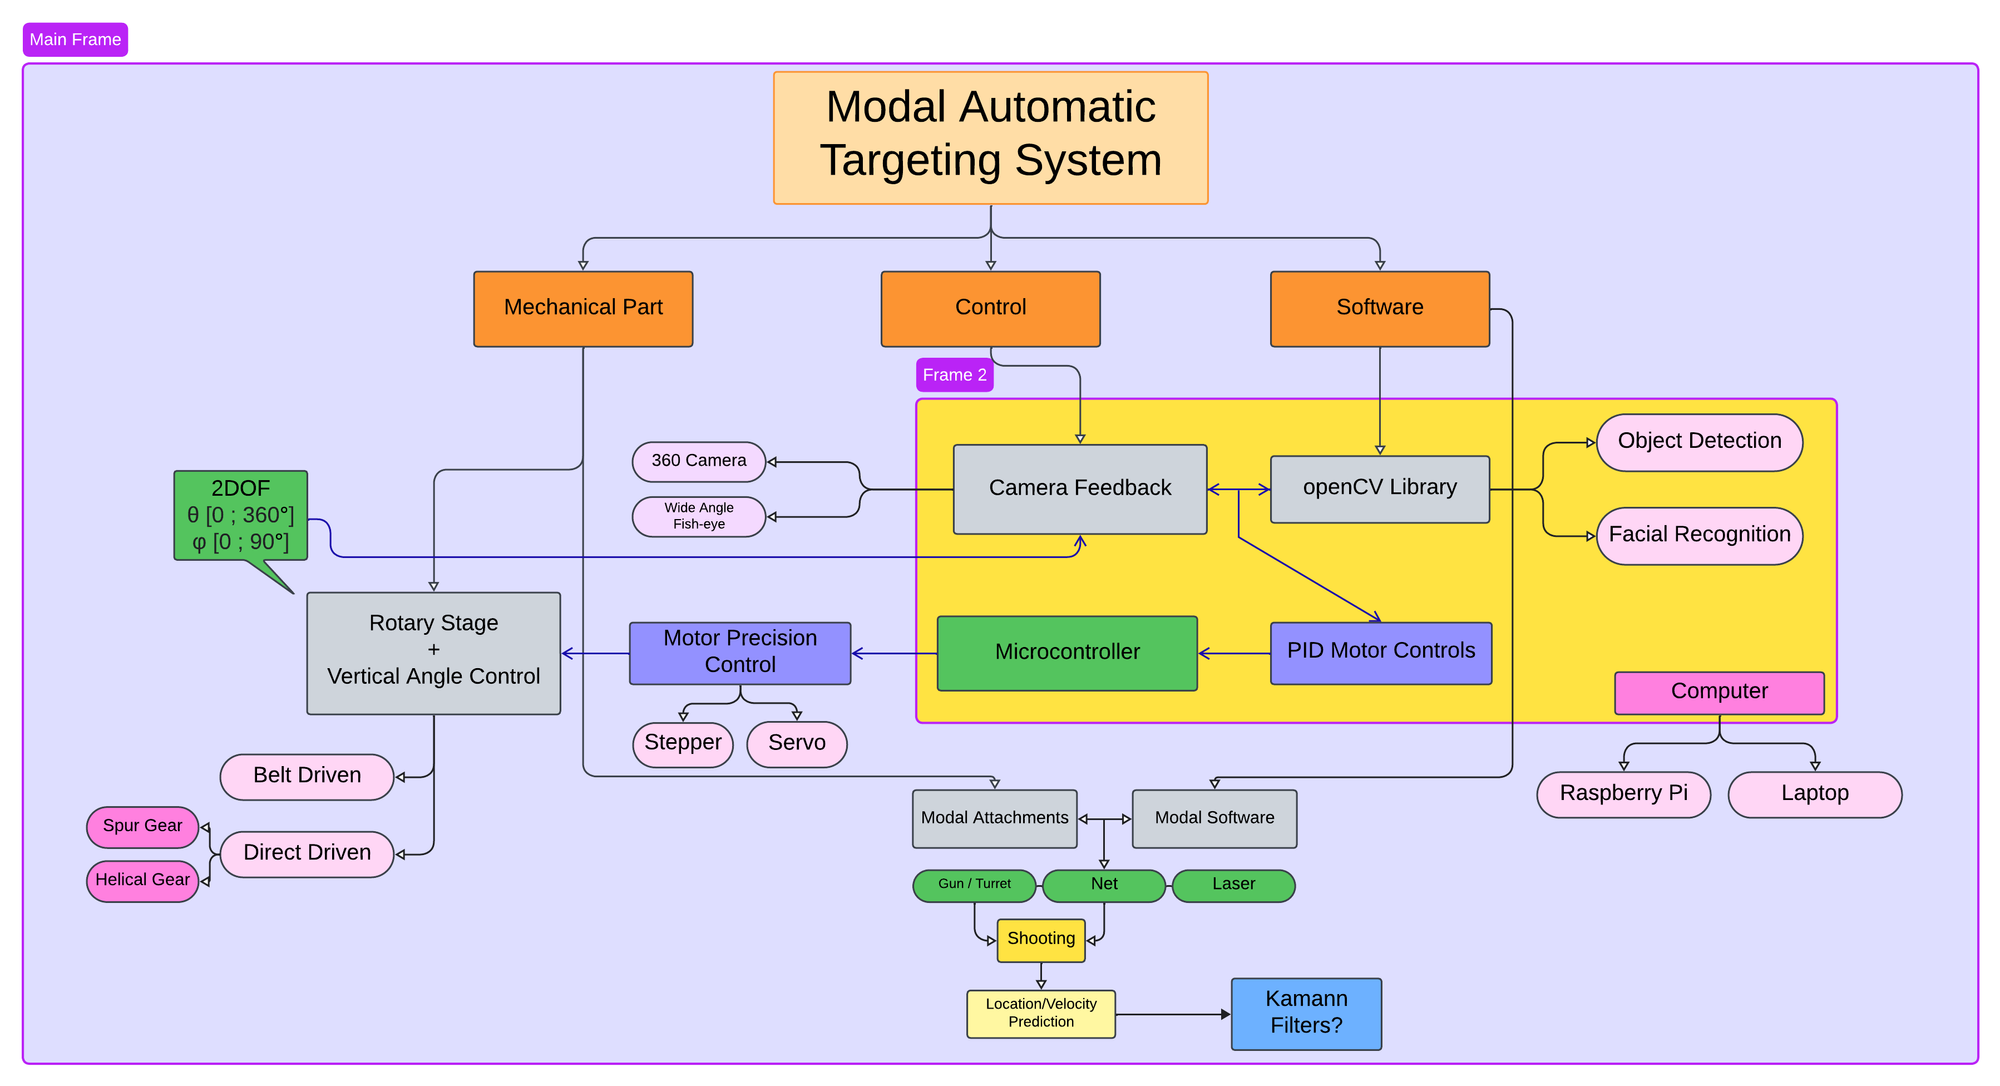 Main Frame
Modal Automatic
Targeting System
Mechanical Part
Control
Software
Frame 2
360 Camera
Wide Angle
Fish-eye
Camera Feedback
openCV Library
Object Detection
Facial Recognition
2DOF
θ [0 ; 360°]
φ [0 ; 90°]
Rotary Stage
+
Vertical Angle Control
Motor Precision
Control
Microcontroller
PID Motor Controls
Computer
Stepper
Servo
Belt Driven
Raspberry Pi
Laptop
Spur Gear
Direct Driven
Helical Gear
Modal Attachments
Modal Software
Gun / Turret
Net
Laser
Shooting
Location/Velocity
Prediction
Kamann
Filters?